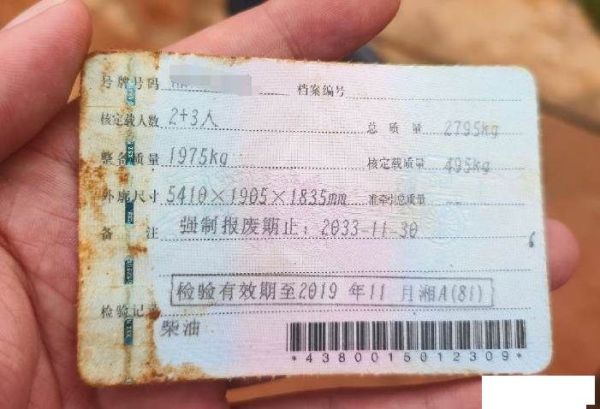 号牌号码 档案编号
核定载人数 2+3人 总质量 2795kg
整备质量 1975kg 核定载质量 495kg
外廓尺寸 5410×1905×1835mm 准牵引总质量 --
备注 强制报废期止：2033-11-30
检验有效期至2019年11月湘A(81)
检验记
柴油
*4380015012309*